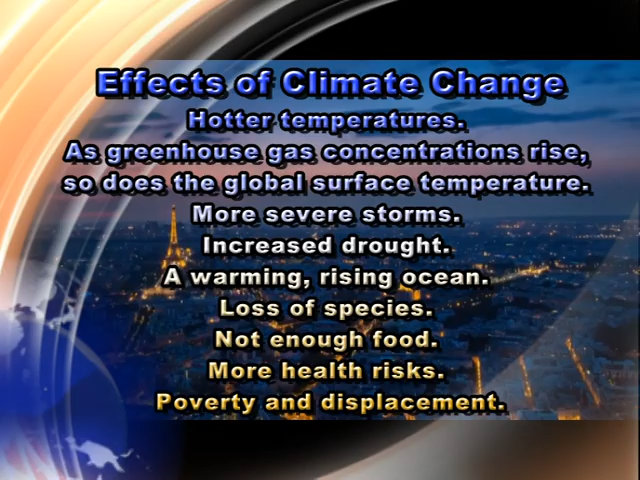 Effects of Climate Change
Hotter temperatures.
As greenhouse gas concentrations rise,
so does the global surface temperature.
More severe storms.
Increased drought.
A warming, rising ocean.
Loss of species.
Not enough food.
More health risks.
Poverty and displacement.